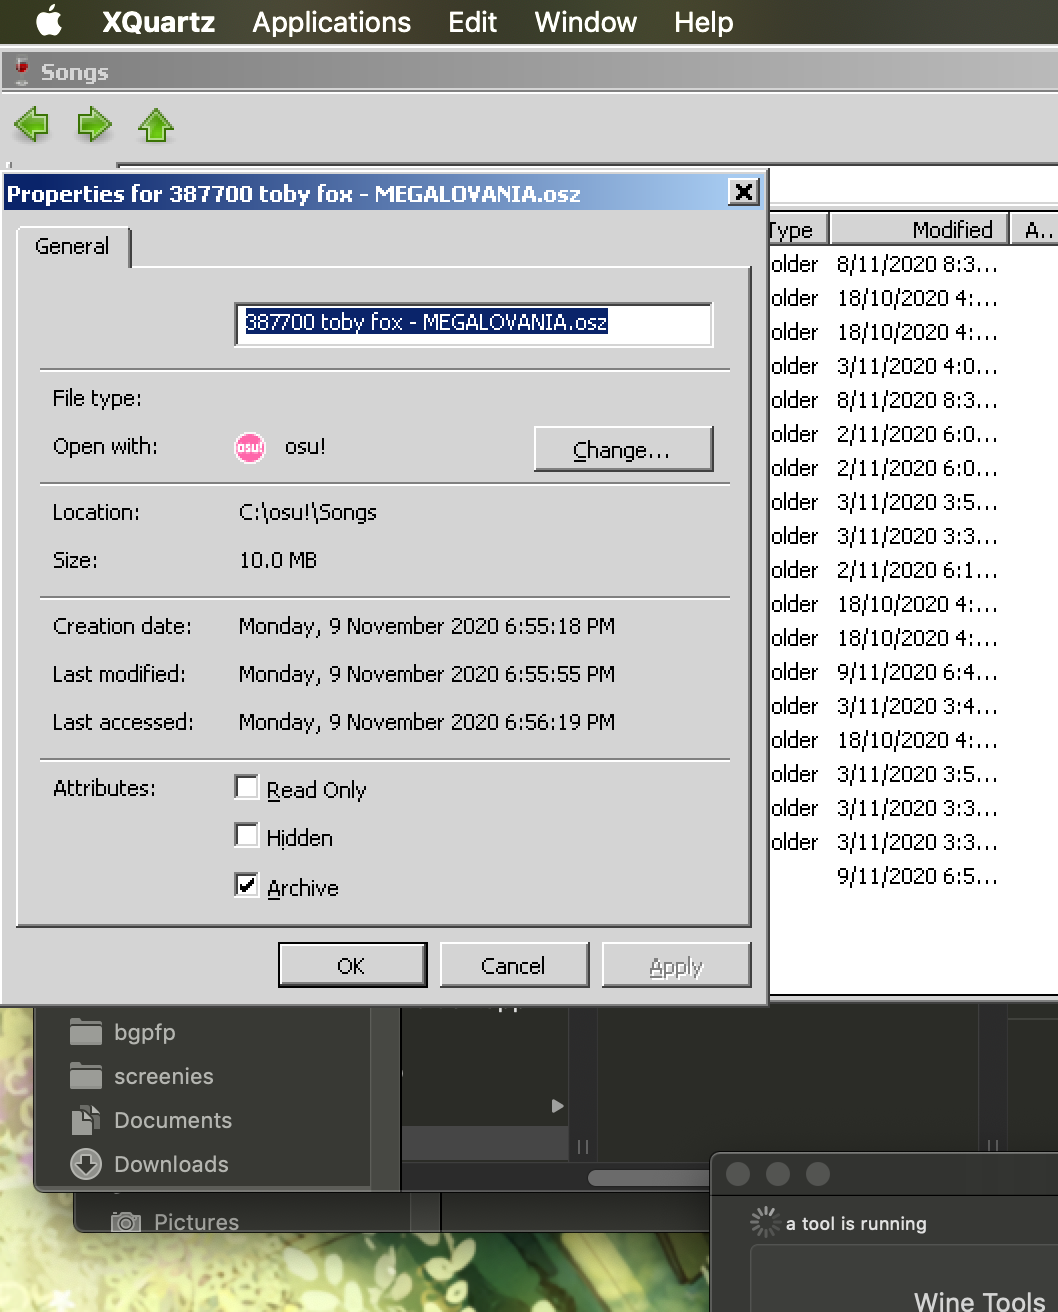 XQuartz Applications Edit Window Help
Songs
Properties for 387700 toby fox - MEGALOVANIA.osz
General
387700 toby fox - MEGALOVANIA.osz
File type:
Open with: osu! osu! Change...
Location: C:\osu!\Songs
Size: 10.0 MB
Creation date: Monday, 9 November 2020 6:55:18 PM
Last modified: Monday, 9 November 2020 6:55:55 PM
Last accessed: Monday, 9 November 2020 6:56:19 PM
Attributes: Read Only
Hidden
Archive
OK Cancel Apply
Type Modified A..
older 8/11/2020 8:3...
older 18/10/2020 4:...
older 18/10/2020 4:...
older 3/11/2020 4:0...
older 8/11/2020 8:3...
older 2/11/2020 6:0...
older 2/11/2020 6:0...
older 3/11/2020 3:5...
older 3/11/2020 3:3...
older 2/11/2020 6:1...
older 18/10/2020 4:...
older 18/10/2020 4:...
older 9/11/2020 6:4...
older 3/11/2020 3:4...
older 18/10/2020 4:...
older 3/11/2020 3:5...
older 3/11/2020 3:3...
older 3/11/2020 3:3...
9/11/2020 6:5...
bgpfp
screenies
Documents
Downloads
Pictures
a tool is running
Wine Tools